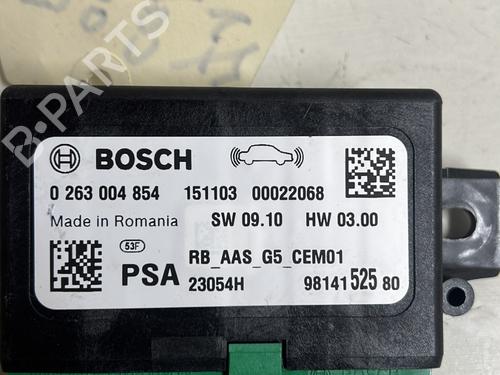 BOSCH
0 263 004 854 151103 00022068
Made in Romania SW 09.10 HW 03.00
53F
PSA RB_AAS_G5_CEM01
23054H 98141 525 80
B-PARTS